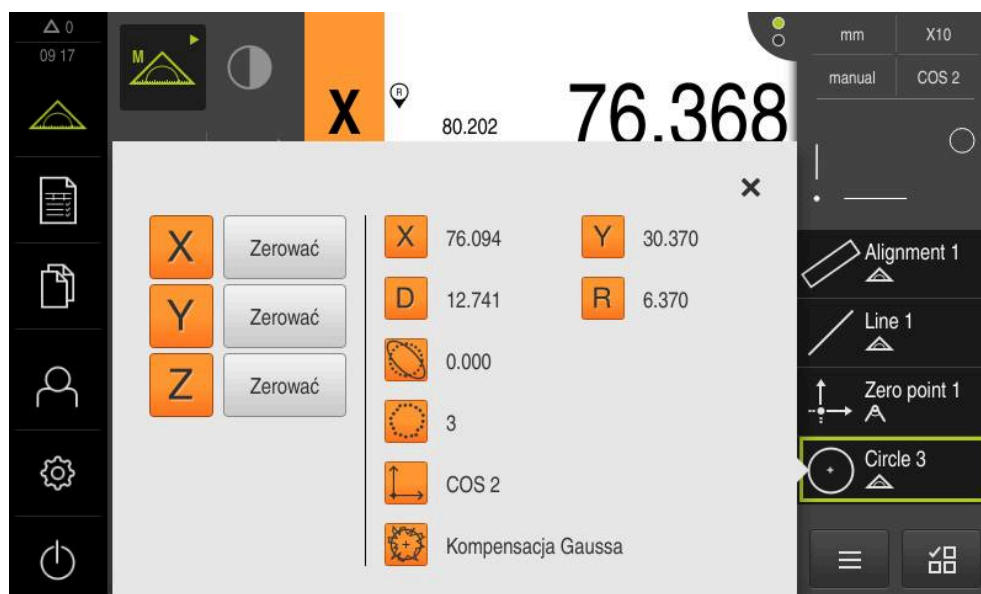 0
09 17
M
X
R
80.202
76.368
mm
X10
manual
COS 2
X
Zerować
Y
Zerować
Z
Zerować
X
76.094
Y
30.370
D
12.741
R
6.370
0.000
3
COS 2
Kompensacja Gaussa
Alignment 1
Line 1
Zero point 1
Circle 3